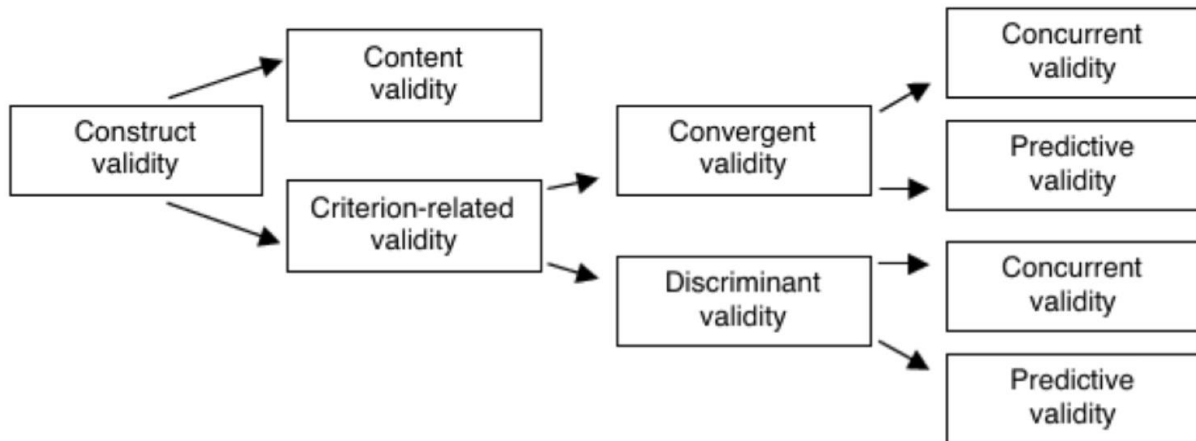 Construct
validity
Content
validity
Criterion-related
validity
Convergent
validity
Discriminant
validity
Concurrent
validity
Predictive
validity
Concurrent
validity
Predictive
validity